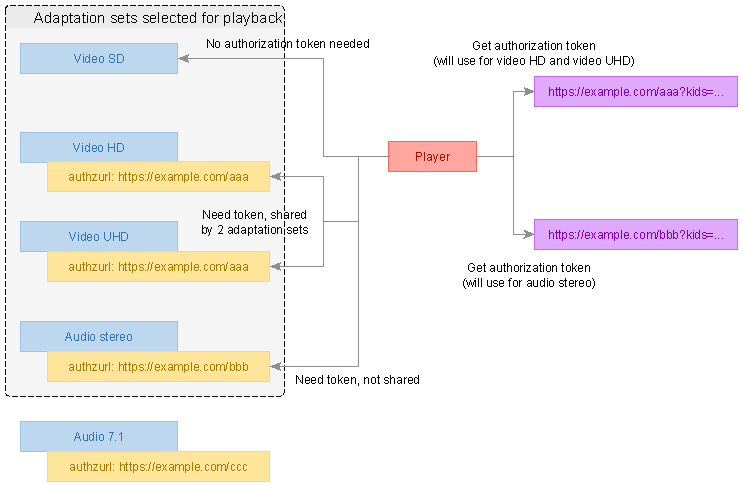 Adaptation sets selected for playback
Video SD
No authorization token needed
Get authorization token
(will use for video HD and video UHD)
https://example.com/aaa?kids=...
Video HD
authzurl: https://example.com/aaa
Player
Need token, shared
by 2 adaptation sets
Video UHD
authzurl: https://example.com/aaa
https://example.com/bbb?kids=...
Get authorization token
(will use for audio stereo)
Audio stereo
authzurl: https://example.com/bbb
Need token, not shared
Audio 7.1
authzurl: https://example.com/ccc